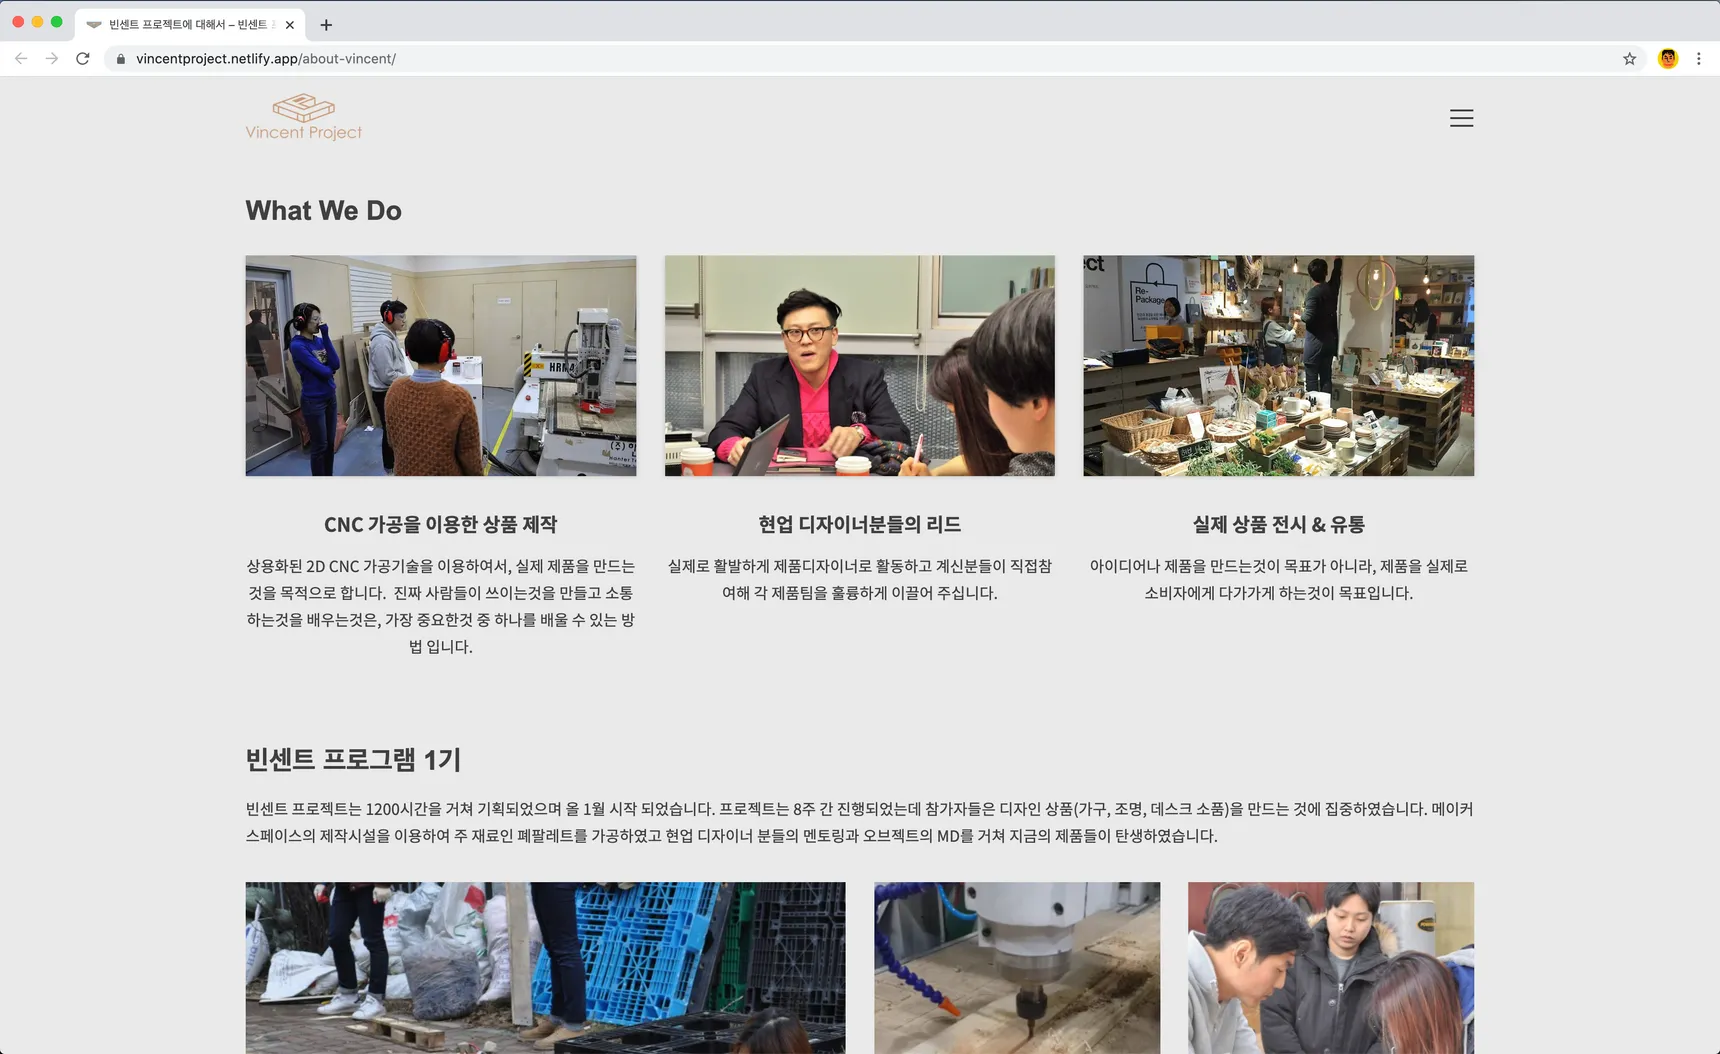 빈센트 프로젝트에 대해서 – 빈센트
vincentproject.netlify.app/about-vincent/
Vincent Project
What We Do
ct
Re-
Package
HRM
(주)한
CNC 가공을 이용한 상품 제작
상용화된 2D CNC 가공기술을 이용하여서, 실제 제품을 만드는
것을 목적으로 합니다. 진짜 사람들이 쓰이는것을 만들고 소통
하는것을 배우는것은, 가장 중요한것 중 하나를 배울 수 있는 방
법 입니다.
현업 디자이너분들의 리드
실제로 활발하게 제품디자이너로 활동하고 계신분들이 직접참
여해 각 제품팀을 훌륭하게 이끌어 주십니다.
실제 상품 전시 & 유통
아이디어나 제품을 만드는것이 목표가 아니라, 제품을 실제로
소비자에게 다가가게 하는것이 목표입니다.
빈센트 프로그램 1기
빈센트 프로젝트는 1200시간을 거쳐 기획되었으며 올 1월 시작 되었습니다. 프로젝트는 8주 간 진행되었는데 참가자들은 디자인 상품(가구, 조명, 데스크 소품)을 만드는 것에 집중하였습니다. 메이커
스페이스의 제작시설을 이용하여 주 재료인 폐팔레트를 가공하였고 현업 디자이너 분들의 멘토링과 오브젝트의 MD를 거쳐 지금의 제품들이 탄생하였습니다.